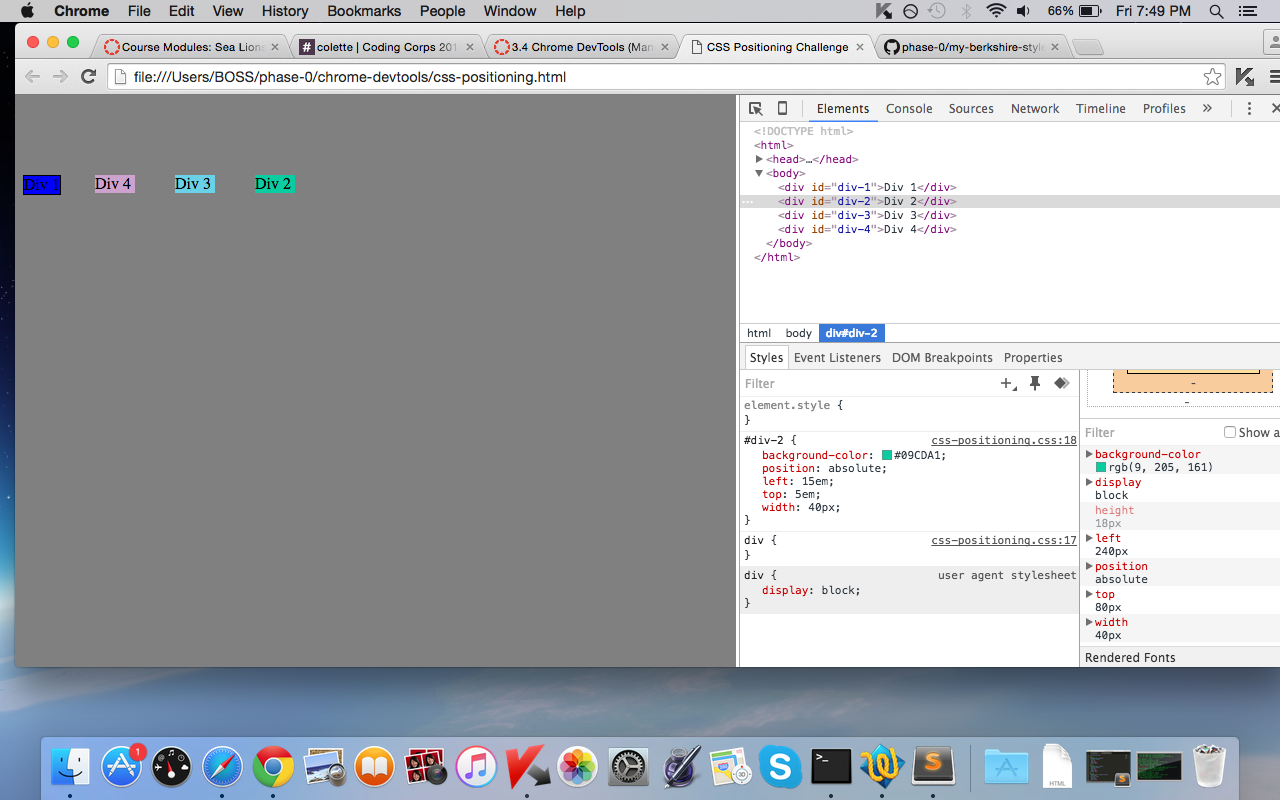 Chrome File Edit View History Bookmarks People Window Help 66% Fri 7:49 PM
Course Modules: Sea Lions
colette | Coding Corps 201
3.4 Chrome DevTools (Man
CSS Positioning Challenge
phase-0/my-berkshire-style
file:///Users/BOSS/phase-0/chrome-devtools/css-positioning.html
Div 1 Div 4 Div 3 Div 2
Elements Console Sources Network Timeline Profiles »
<!DOCTYPE html>
<html>
<head>…</head>
<body>
<div id="div-1">Div 1</div>
<div id="div-2">Div 2</div>
<div id="div-3">Div 3</div>
<div id="div-4">Div 4</div>
</body>
</html>
html body div#div-2
Styles Event Listeners DOM Breakpoints Properties
Filter
element.style {
}
#div-2 { css-positioning.css:18
background-color: #09CDA1;
position: absolute;
left: 15em;
top: 5em;
width: 40px;
}
div { css-positioning.css:17
}
div { user agent stylesheet
display: block;
}
-
-
Filter Show a
background-color
rgb(9, 205, 161)
display
block
height
18px
left
240px
position
absolute
top
80px
width
40px
Rendered Fonts
1
HTML